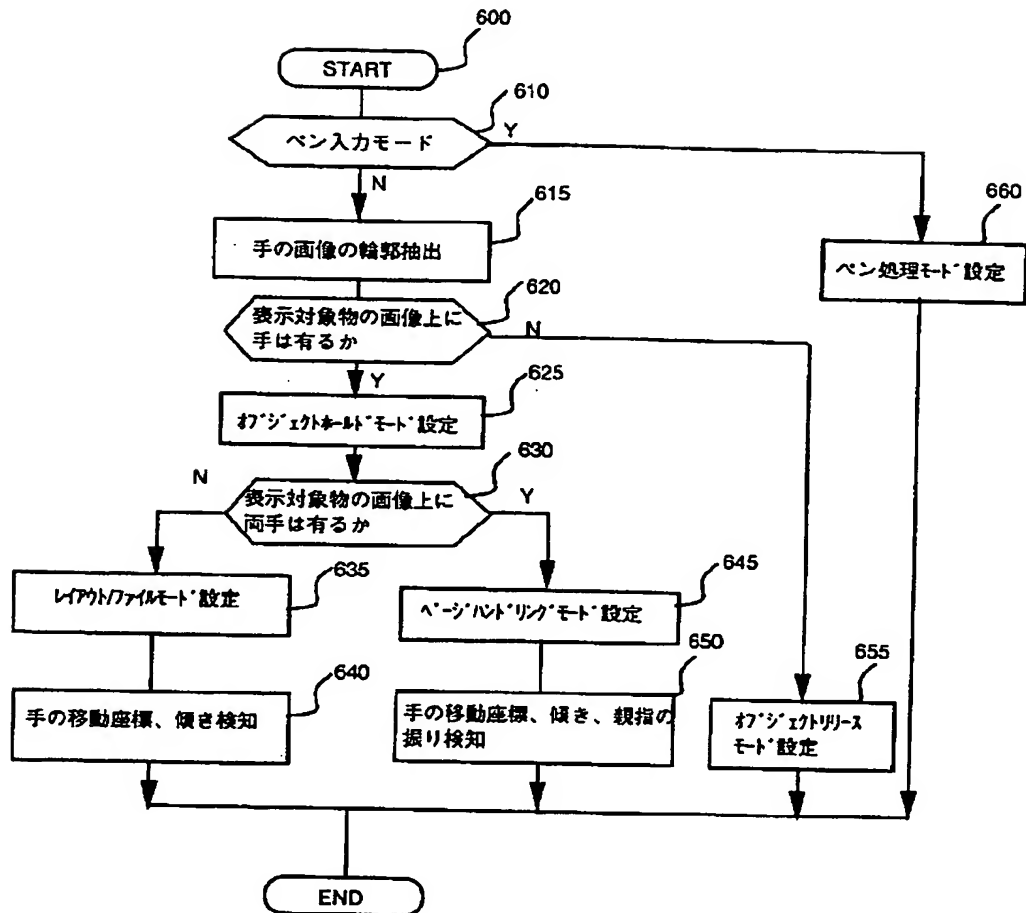 600
START
610
ペン入力モード
Y
N
615
660
手の画像の輪郭抽出
ペン処理モード設定
620
表示対象物の画像上に
手は有るか
N
Y
625
オブジェクトホールドモード設定
630
N
表示対象物の画像上に
両手は有るか
Y
635
645
レイアウト/ファイルモード設定
ページハンドリングモード設定
640
650
655
手の移動座標、傾き検知
手の移動座標、傾き、親指の
振り検知
オブジェクトリリース
モード設定
END